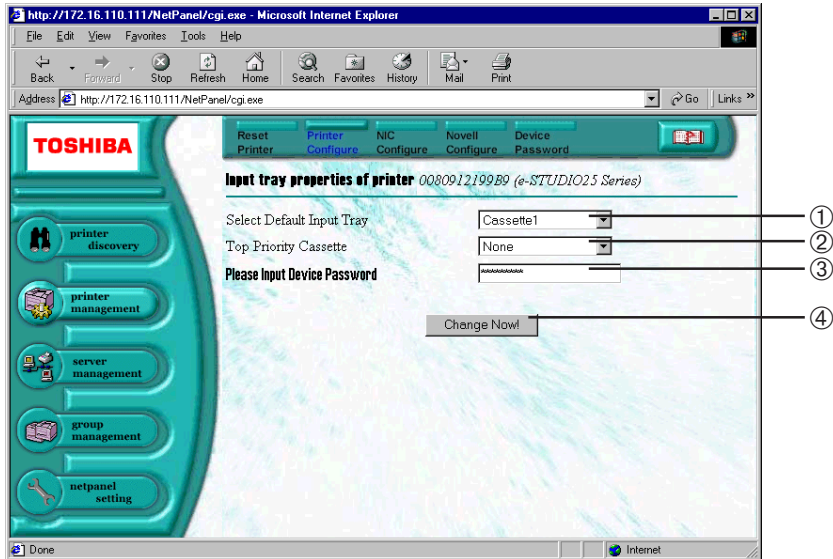 http://172.16.110.111/NetPanel/cgi.exe - Microsoft Internet Explorer
File Edit View Favorites Tools Help
Back Forward Stop Refresh Home Search Favorites History Mail Print
Address http://172.16.110.111/NetPanel/cgi.exe Go Links »
TOSHIBA
Reset Printer
Printer Configure
NIC Configure
Novell Configure
Device Password
Input tray properties of printer 0080912199B9 (e-STUDIO25 Series)
Select Default Input Tray Cassette1 ①
Top Priority Cassette None ②
Please Input Device Password ********** ③
Change Now! ④
printer discovery
printer management
server management
group management
netpanel setting
Done Internet